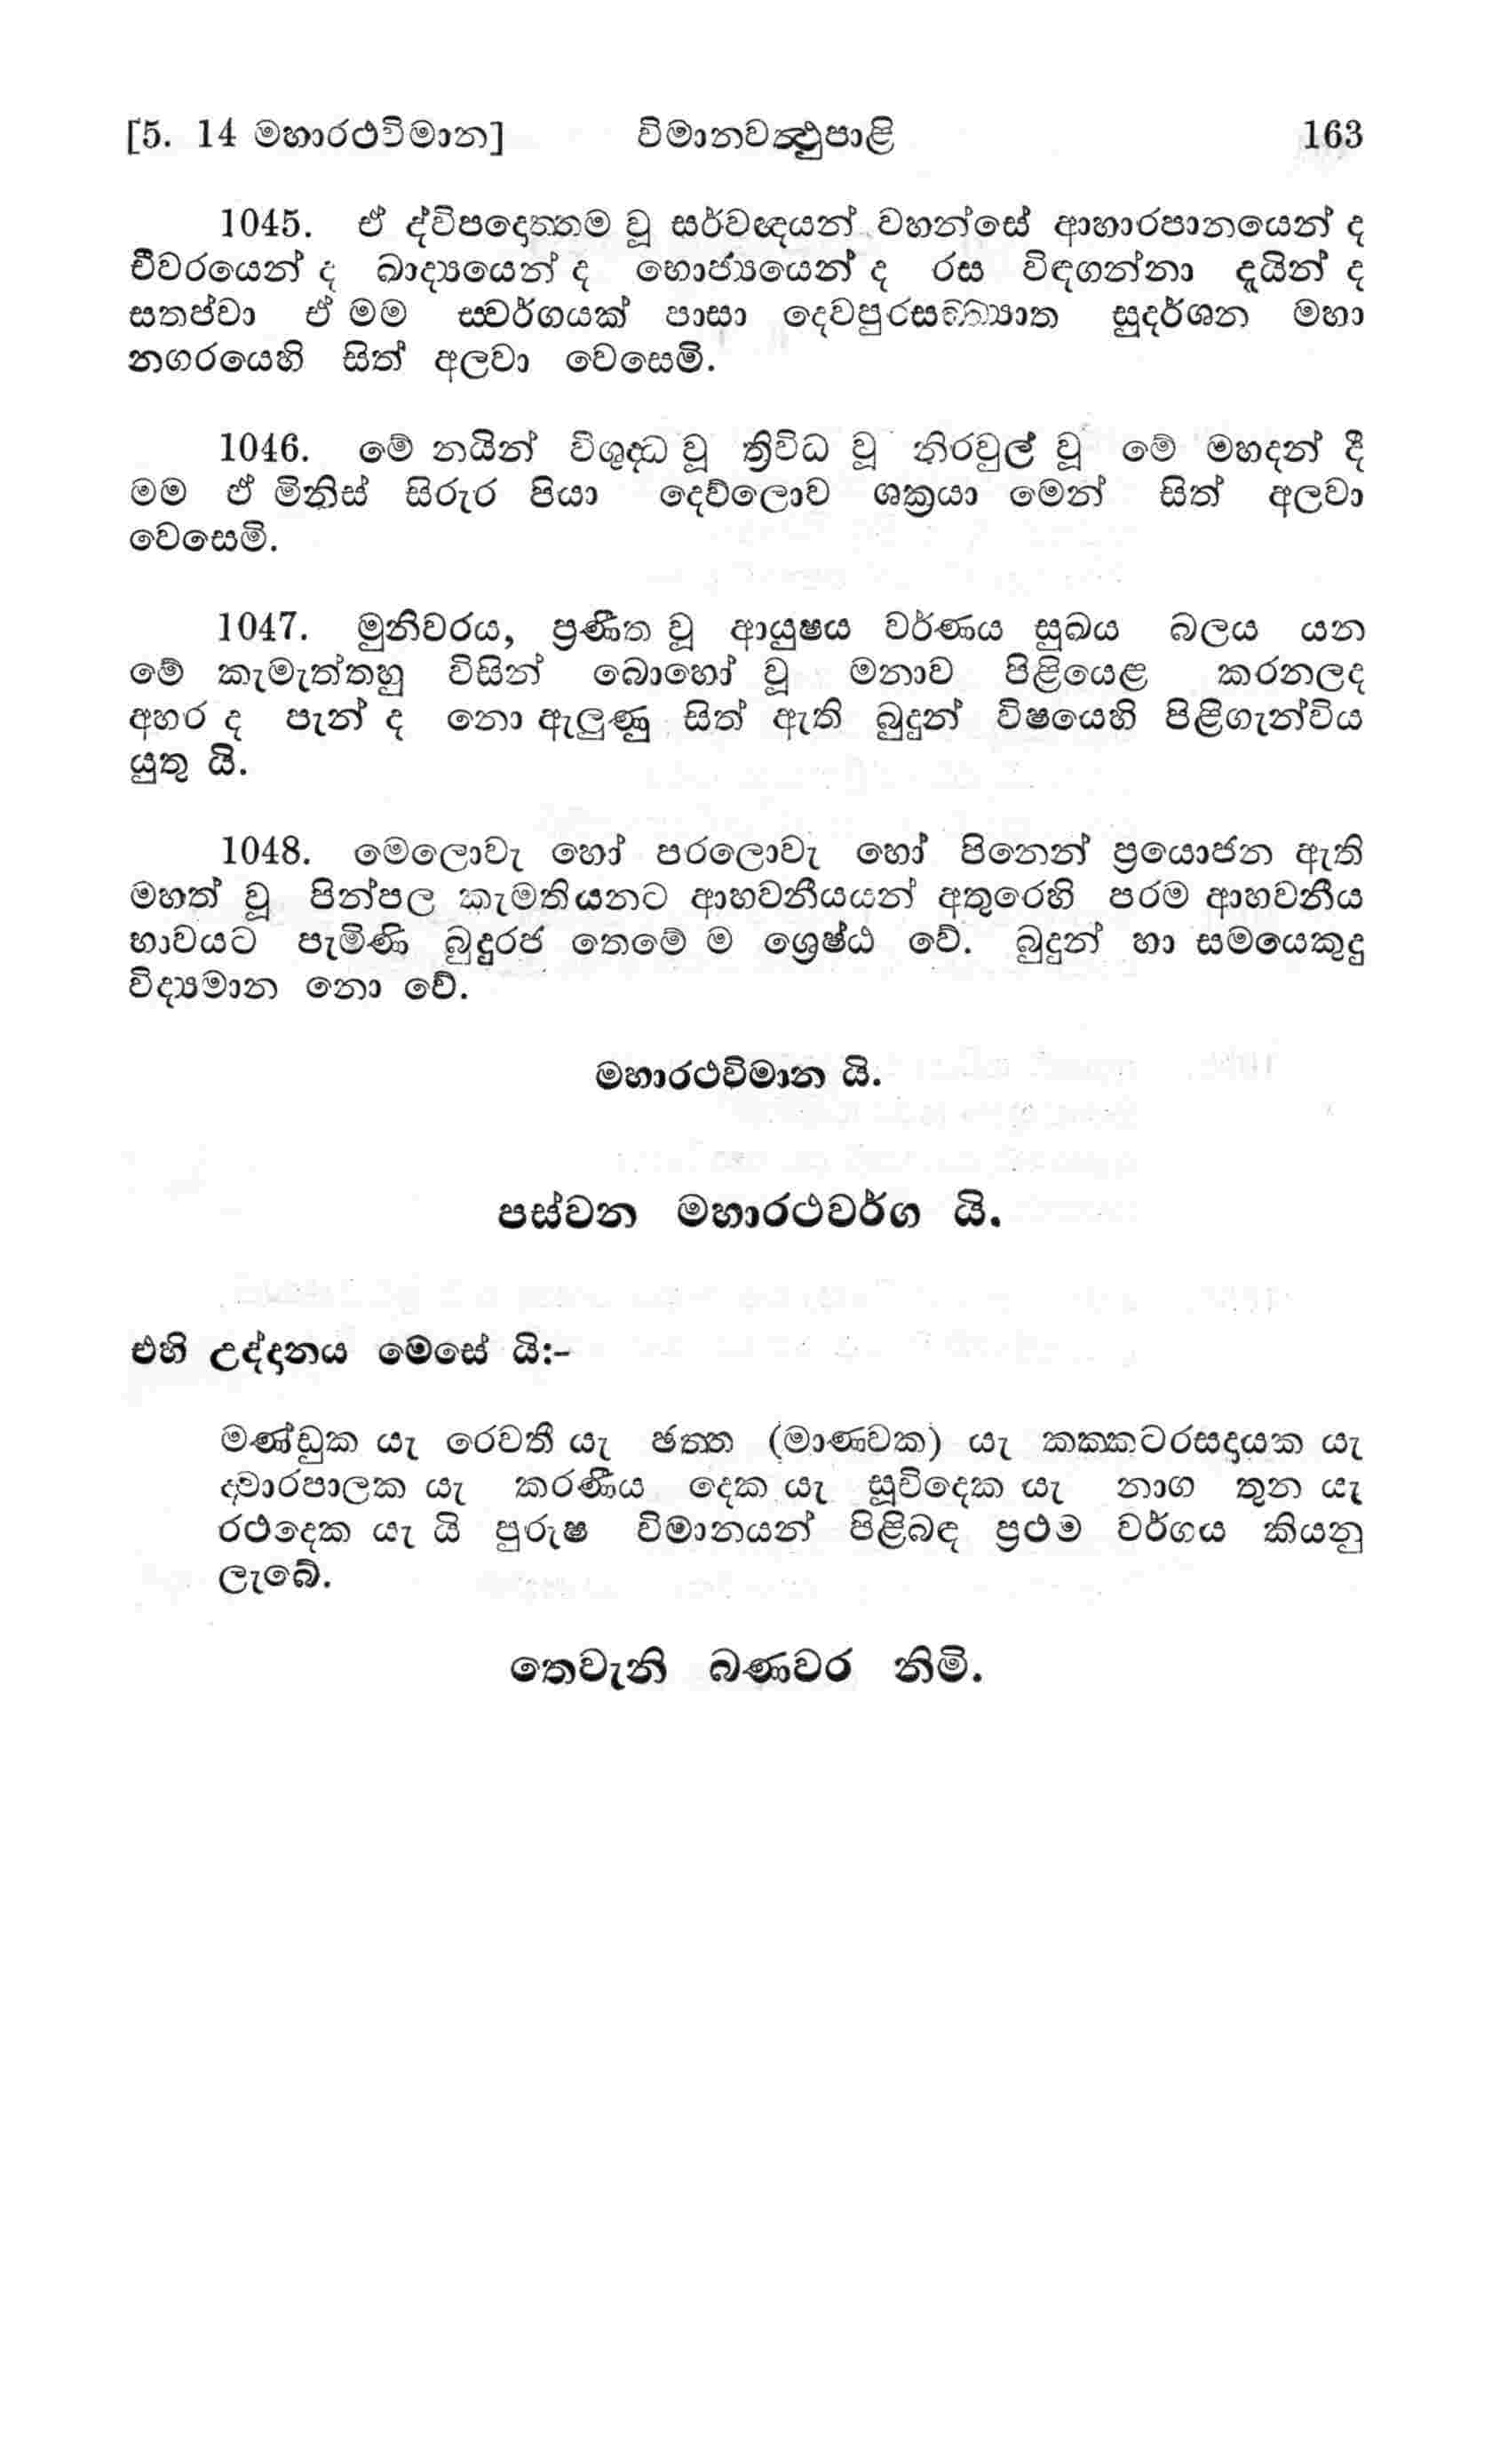 [5. 14 මහාරථවිමාන] විමානවත්‍ථුපාළි 163
1045. ඒ ද්විපදොත්‍තම වූ සර්වඥයන් වහන්සේ ආහාරපානයෙන් ද
චීවරයෙන් ද ඛාද්‍යයෙන් ද භොජ්‍යයෙන් ද රස විඳගන්නා දැයින් ද
සතප්වා ඒ මම ස්‍වර්ගයක් පාසා දෙවපුරසඞ්ඛ්‍යාත සුදර්ශන මහා
නගරයෙහි සිත් අලවා වෙසෙමි.
1046. මේ නයින් විශුද්‍ධ වූ ත්‍රිවිධ වූ නිරවුල් වූ මේ මහදන් දී
මම ඒ මිනිස් සිරුර පියා දෙව්ලොව ශක්‍රයා මෙන් සිත් අලවා
වෙසෙමි.
1047. මුනිවරය, ප්‍රණීත වූ ආයුෂය වර්ණය සුඛය බලය යන
මේ කැමැත්තහු විසින් බොහෝ වූ මනාව පිළියෙළ කරනලද
අහර ද පැන් ද නො ඇලුණු සිත් ඇති බුදුන් විෂයෙහි පිළිගැන්විය
යුතු යි.
1048. මෙලොවැ හෝ පරලොවැ හෝ පිනෙන් ප්‍රයොජන ඇති
මහත් වූ පින්පල කැමතියනට ආහවනීයයන් අතුරෙහි පරම ආහවනීය
භාවයට පැමිණි බුදුරජ තෙමේ ම ශ්‍රෙෂ්ඨ වේ. බුදුන් හා සමයෙකුදු
විද්‍යමාන නො වේ.
මහාරථවිමාන යි.
පස්වන මහාරථවර්ග යි.
එහි උද්දානය මෙසේ යි:-
මණ්ඩුක යැ රෙවතී යැ ඡත්‍ත (මාණවක) යැ කක්‍කටරසදායක යැ
ද්‍වාරපාලක යැ කරණීය දෙක යැ සූචිදෙක යැ නාග තුන යැ
රථදෙක යැ යි පුරුෂ විමානයන් පිළිබඳ ප්‍රථම වර්ගය කියනු
ලැබේ.
තෙවැනි බණවර නිමි.